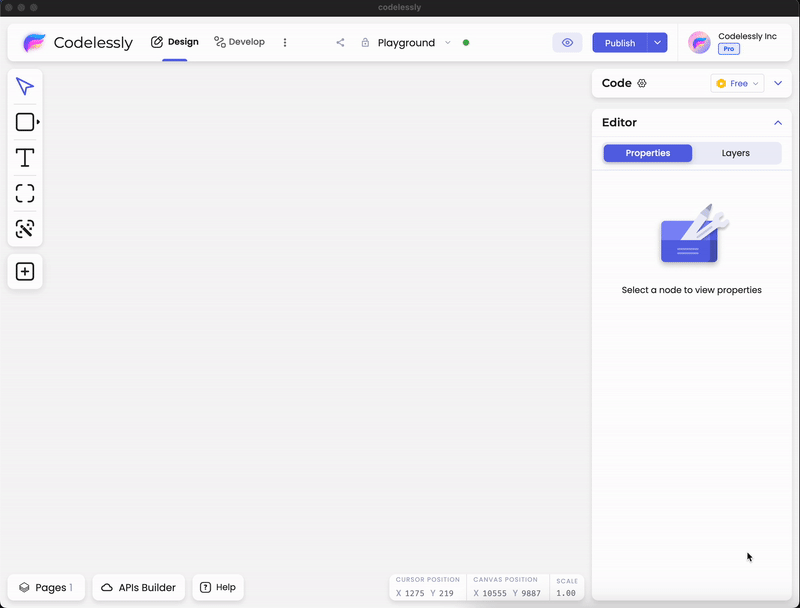 codelessly
Codelessly
Design
Develop
Playground
Publish
Codelessly Inc
Pro
Code
Free
Editor
Properties
Layers
Select a node to view properties
Pages 1
APIs Builder
? Help
CURSOR POSITION
X 1275 Y 219
CANVAS POSITION
X 10555 Y 9887
SCALE
1.00